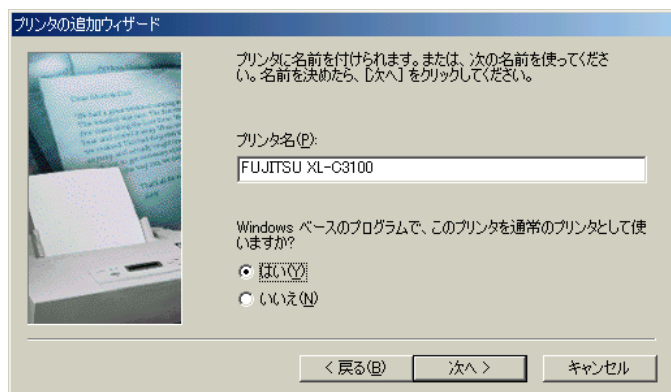 プリンタの追加ウィザード
プリンタに名前を付けられます。または、次の名前を使ってくださ
い。名前を決めたら、[次へ] をクリックしてください。
プリンタ名(P):
FUJITSU XL-C3100
Windows ベースのプログラムで、このプリンタを通常のプリンタとして使
いますか?
はい(Y)
いいえ(N)
< 戻る(B)
次へ >
キャンセル